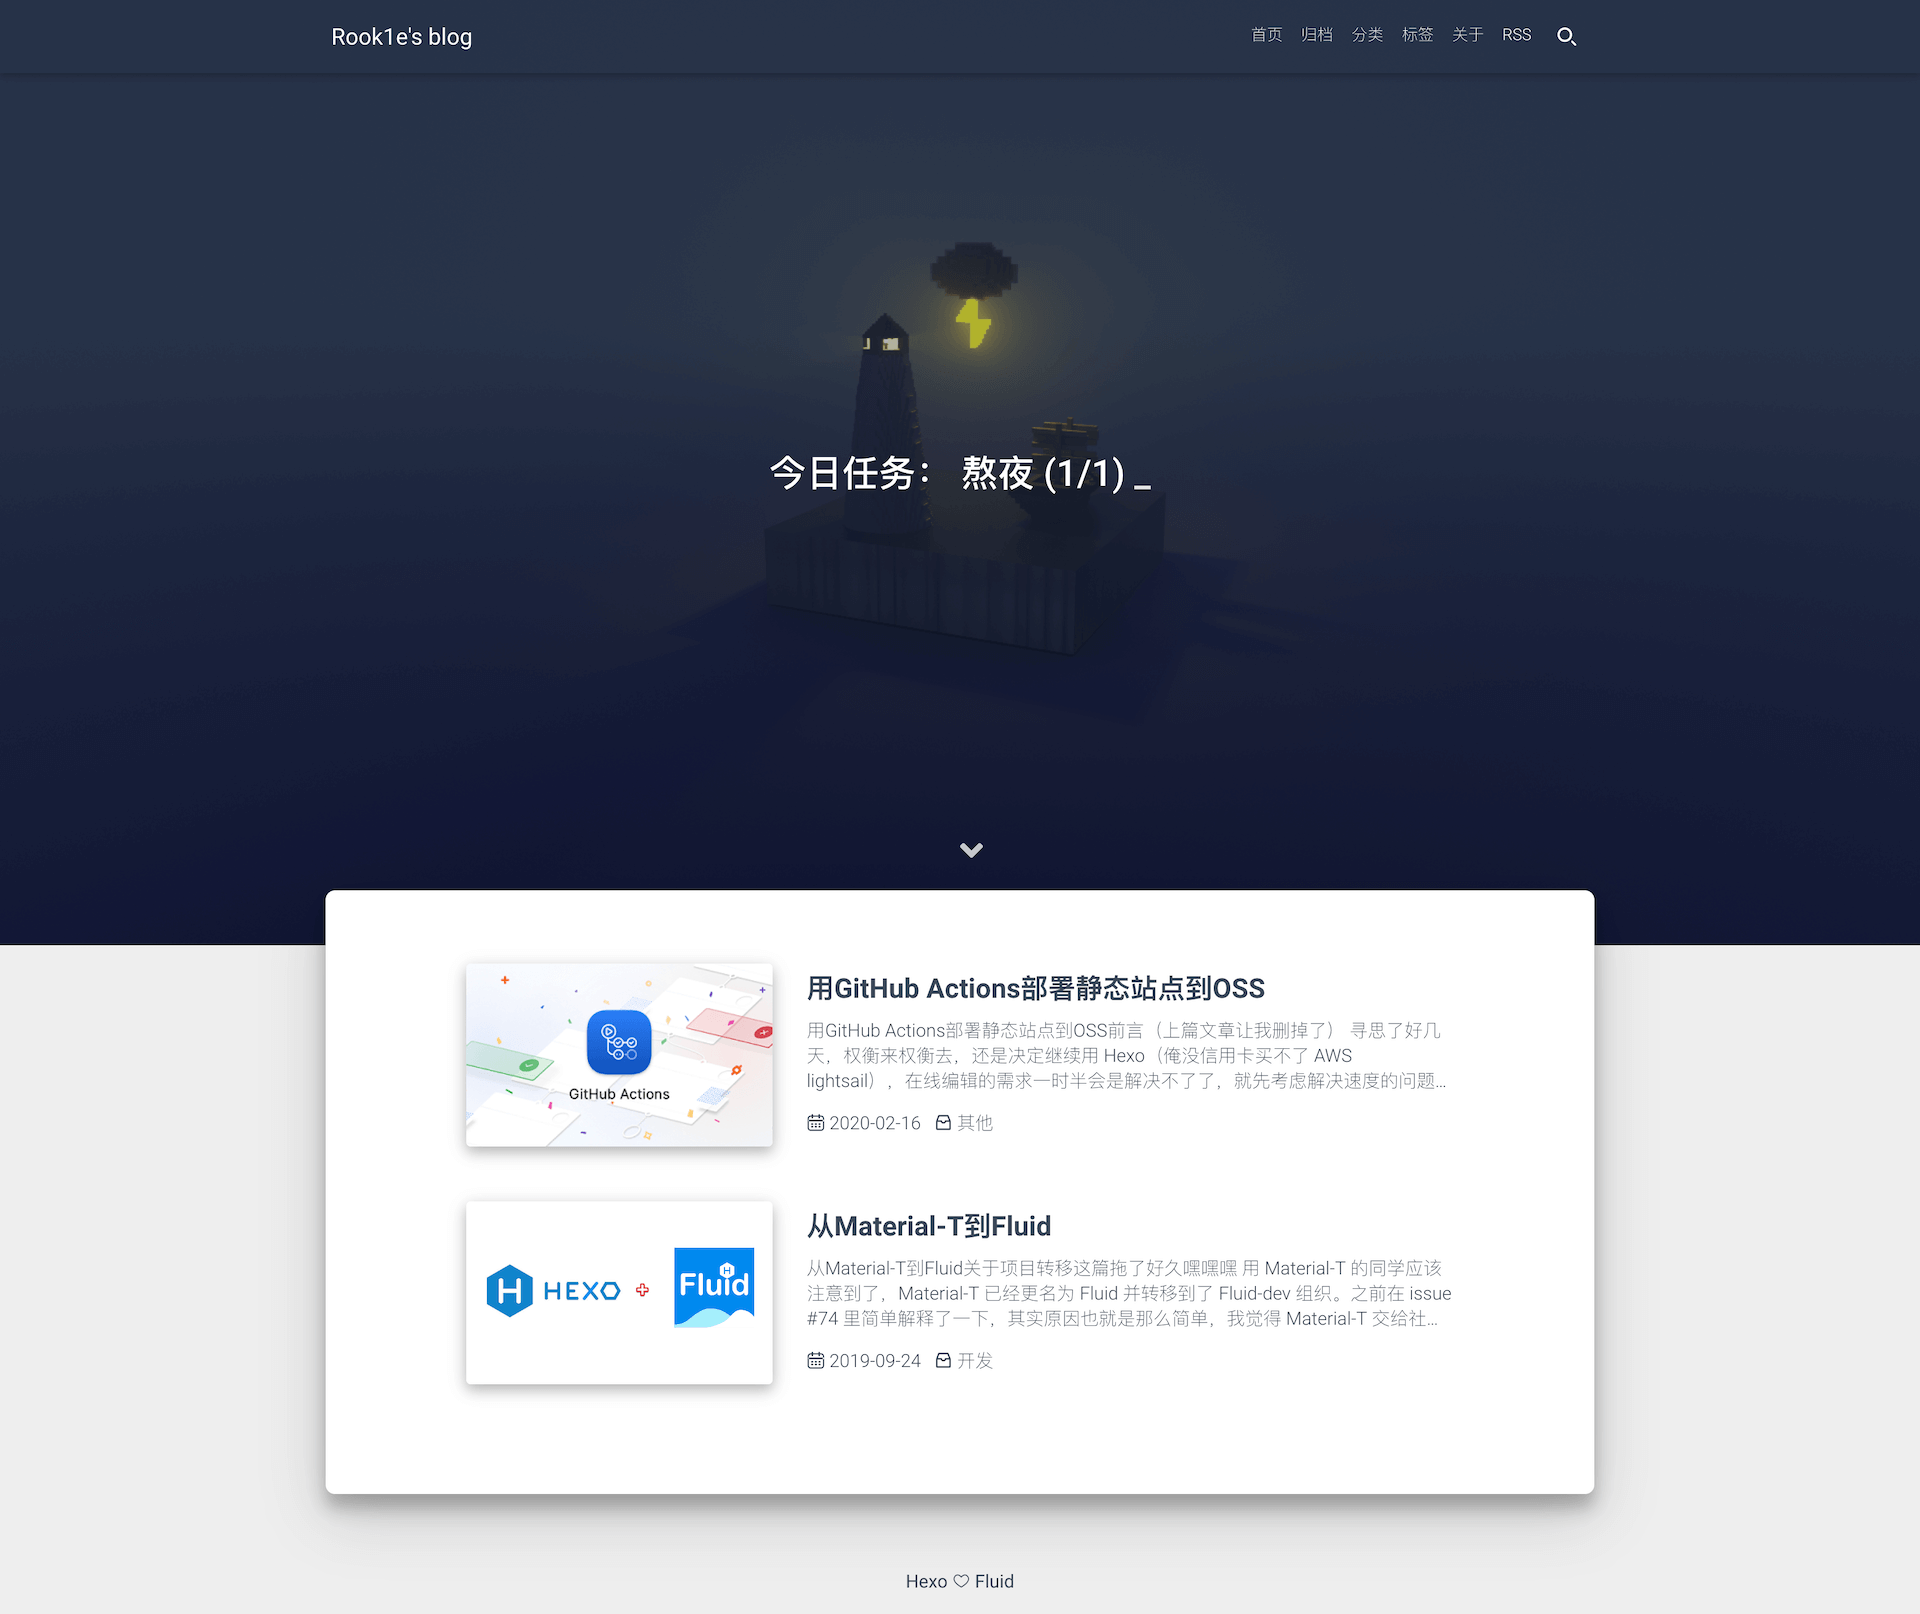 Rook1e's blog
首页 归档 分类 标签 关于 RSS
今日任务： 熬夜 (1/1) _
GitHub Actions
用GitHub Actions部署静态站点到OSS
用GitHub Actions部署静态站点到OSS前言（上篇文章让我删掉了） 寻思了好几
天，权衡来权衡去，还是决定继续用 Hexo（俺没信用卡买不了 AWS
lightsail），在线编辑的需求一时半会是解决不了了，就先考虑解决速度的问题...
2020-02-16 其他
HEXO
Fluid
从Material-T到Fluid
从Material-T到Fluid关于项目转移这篇拖了好久嘿嘿嘿 用 Material-T 的同学应该
注意到了，Material-T 已经更名为 Fluid 并转移到了 Fluid-dev 组织。之前在 issue
#74 里简单解释了一下，其实原因也就是那么简单，我觉得 Material-T 交给社...
2019-09-24 开发
Hexo ♡ Fluid